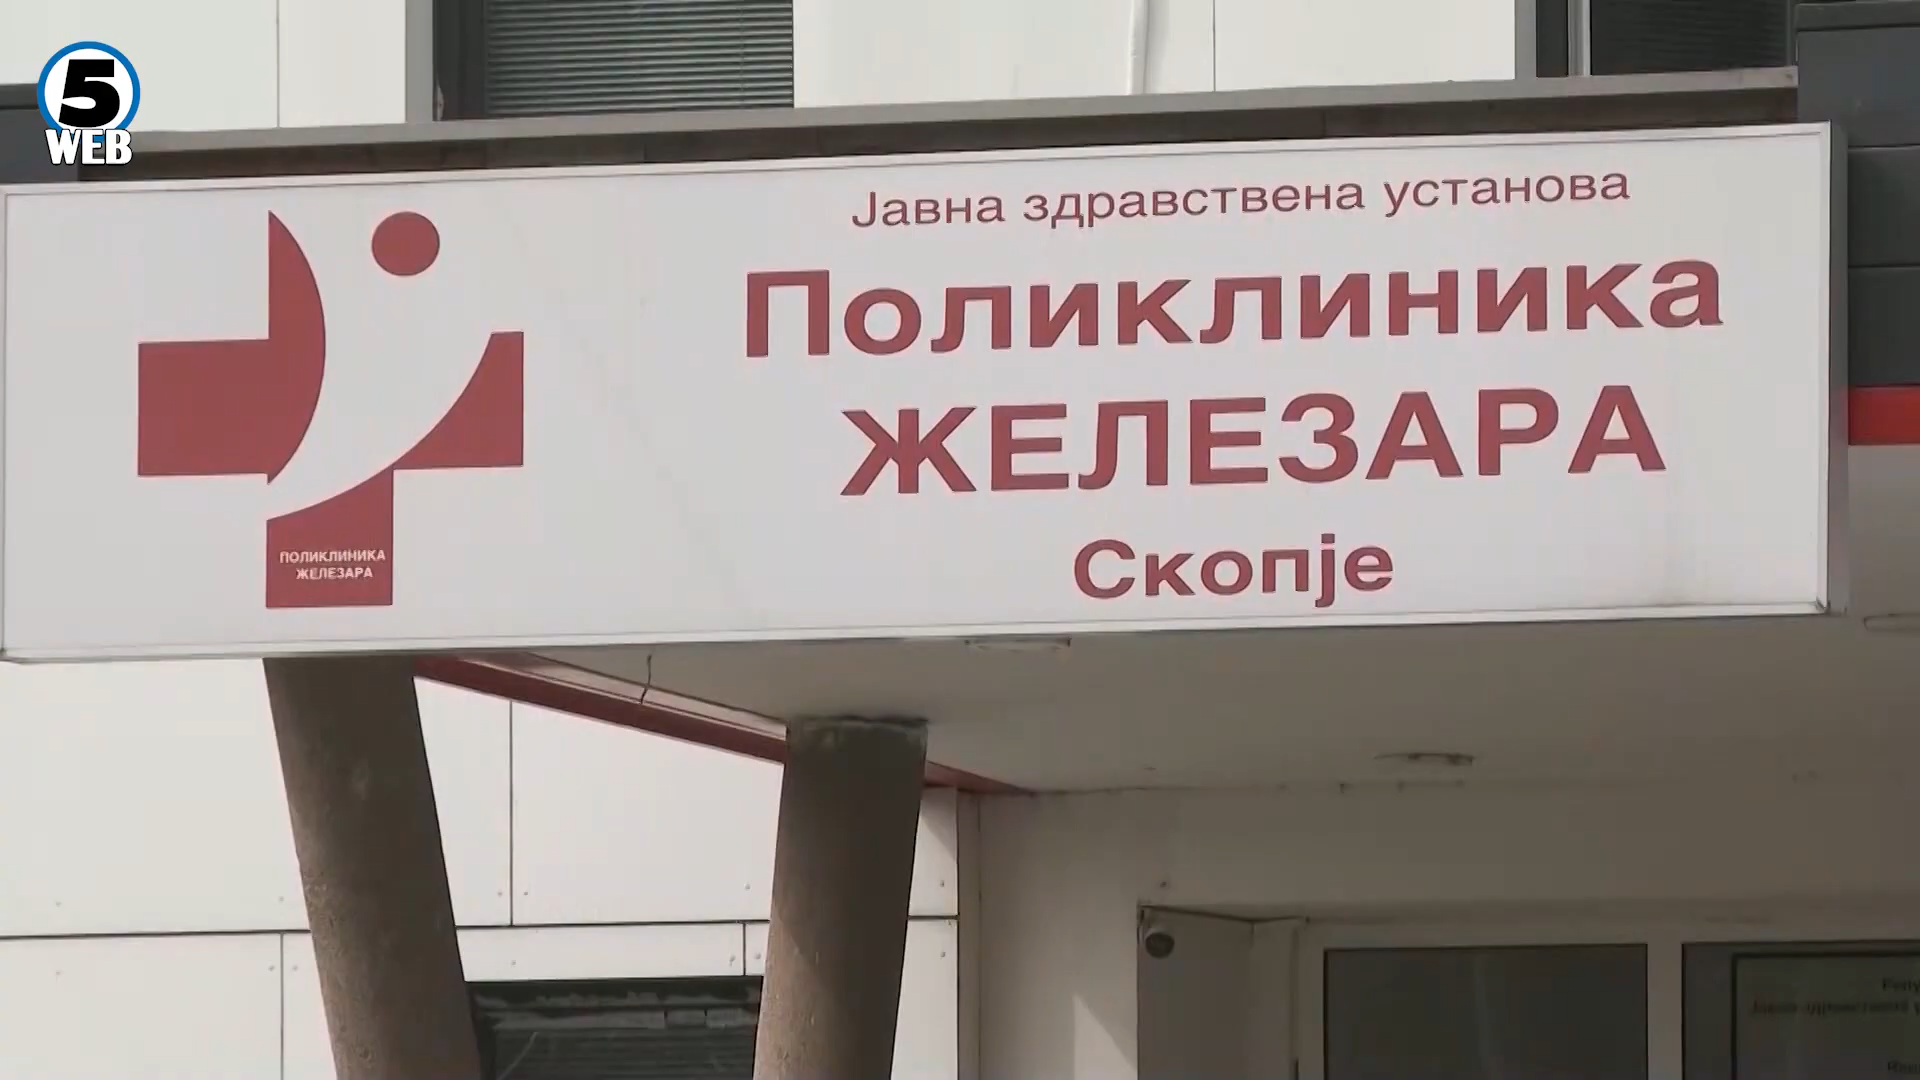 5
WEB
Јавна здравствена установа
Поликлиника
ЖЕЛЕЗАРА
Скопје
ПОЛИКЛИНИКА
ЖЕЛЕЗАРА